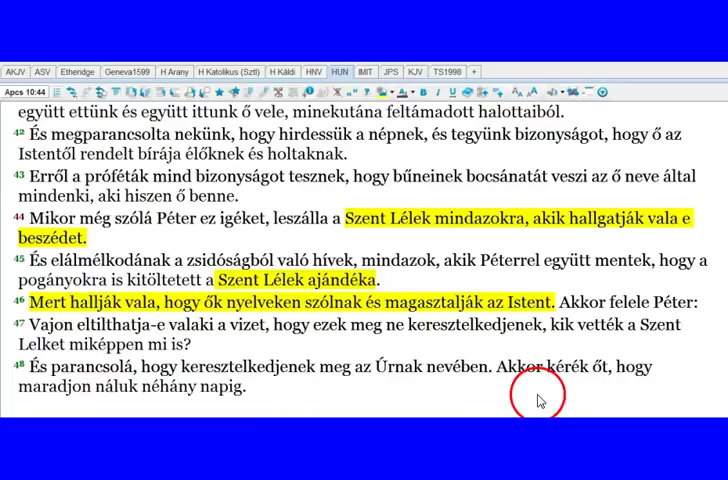 AKJV ASV Etheridge Geneva1599 H Arany H Katolikus (Sztl) H Káldi HNV HUN IMIT JPS KJV TS1998 +
Apcs 10:44
együtt ettünk és együtt ittunk ő vele, minekutána feltámadott halottaiból.
42 És megparancsolta nekünk, hogy hirdessük a népnek, és tegyünk bizonyságot, hogy ő az
Istentől rendelt bírája élőknek és holtaknak.
43 Erről a próféták mind bizonyságot tesznek, hogy bűneinek bocsánatát veszi az ő neve által
mindenki, aki hiszen ő benne.
44 Mikor még szólá Péter ez igéket, leszálla a Szent Lélek mindazokra, akik hallgatják vala e
beszédet.
45 És elálmélkodának a zsidóságból való hívek, mindazok, akik Péterrel együtt mentek, hogy a
pogányokra is kitöltetett a Szent Lélek ajándéka.
46 Mert hallják vala, hogy ők nyelveken szólnak és magasztalják az Istent. Akkor felele Péter:
47 Vajon eltilthatja-e valaki a vizet, hogy ezek meg ne keresztelkedjenek, kik vették a Szent
Lelket miképpen mi is?
48 És parancsolá, hogy keresztelkedjenek meg az Úrnak nevében. Akkor kérék őt, hogy
maradjon náluk néhány napig.